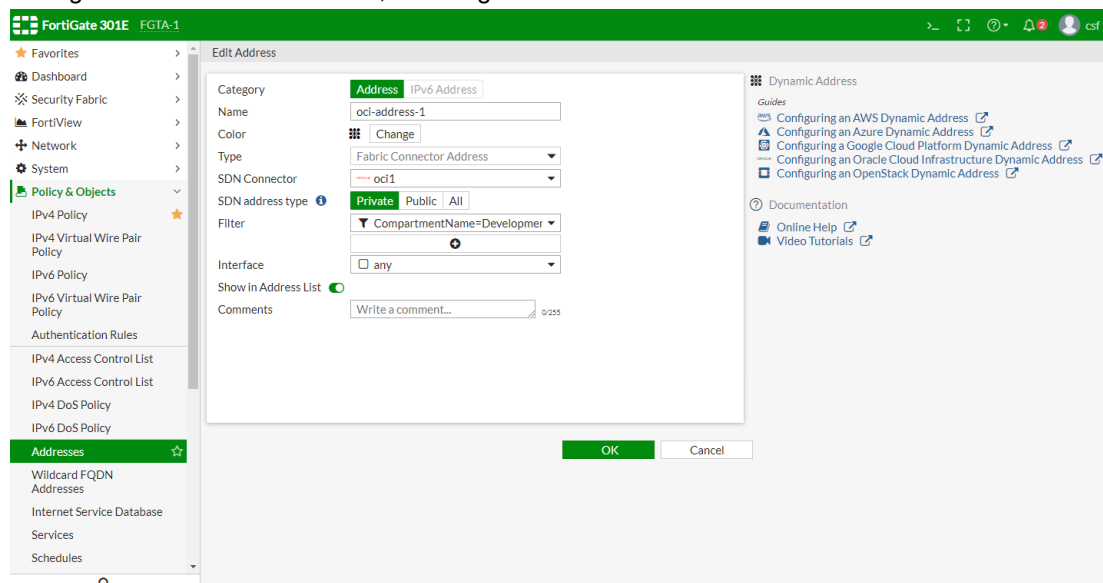 FortiGate 301E FGTA-1
>_ 2 csf
Favorites
Dashboard
Security Fabric
FortiView
Network
System
Policy & Objects
IPv4 Policy
IPv4 Virtual Wire Pair
Policy
IPv6 Policy
IPv6 Virtual Wire Pair
Policy
Authentication Rules
IPv4 Access Control List
IPv6 Access Control List
IPv4 DoS Policy
IPv6 DoS Policy
Addresses
Wildcard FQDN
Addresses
Internet Service Database
Services
Schedules
Edit Address
Category Address IPv6 Address
Name oci-address-1
Color Change
Type Fabric Connector Address
SDN Connector oci1
SDN address type Private Public All
Filter CompartmentName=Developmer
Interface any
Show in Address List
Comments Write a comment... 0/255
OK Cancel
Dynamic Address
Guides
aws Configuring an AWS Dynamic Address
Configuring an Azure Dynamic Address
Configuring a Google Cloud Platform Dynamic Address
Configuring an Oracle Cloud Infrastructure Dynamic Address
Configuring an OpenStack Dynamic Address
Documentation
Online Help
Video Tutorials